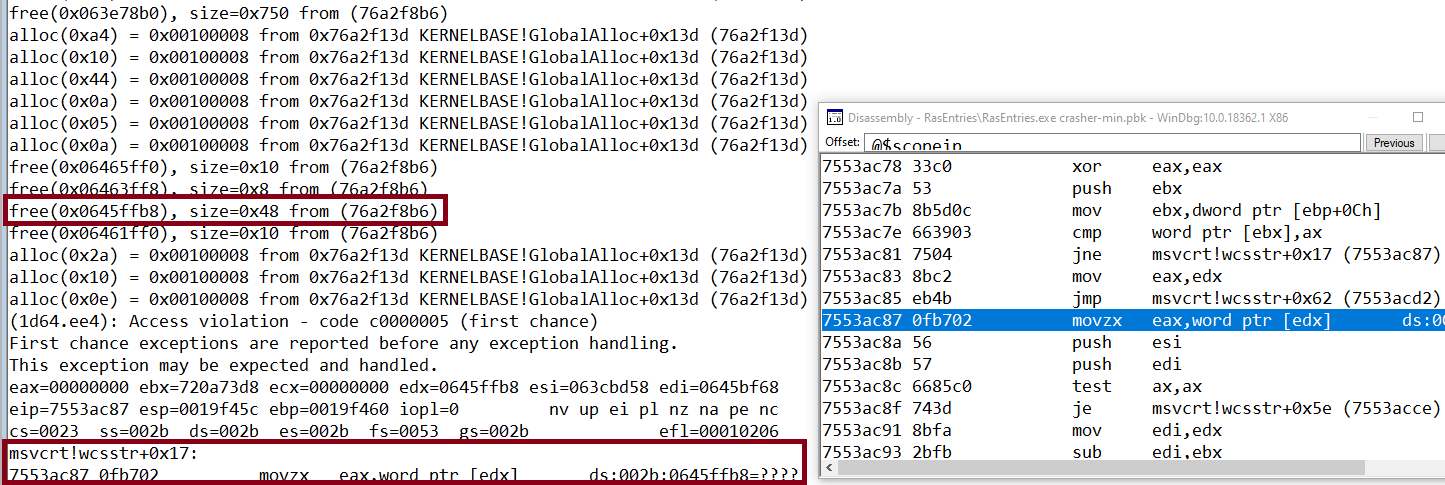 free(0x063e78b0), size=0x750 from (76a2f8b6)
alloc(0xa4) = 0x00100008 from 0x76a2f13d KERNELBASE!GlobalAlloc+0x13d (76a2f13d)
alloc(0x10) = 0x00100008 from 0x76a2f13d KERNELBASE!GlobalAlloc+0x13d (76a2f13d)
alloc(0x44) = 0x00100008 from 0x76a2f13d KERNELBASE!GlobalAlloc+0x13d (76a2f13d)
alloc(0x0a) = 0x00100008 from 0x76a2f13d KERNELBASE!GlobalAlloc+0x13d (76a2f13d)
alloc(0x05) = 0x00100008 from 0x76a2f13d KERNELBASE!GlobalAlloc+0x13d (76a2f13d)
alloc(0x0a) = 0x00100008 from 0x76a2f13d KERNELBASE!GlobalAlloc+0x13d (76a2f13d)
free(0x06465ff0), size=0x10 from (76a2f8b6)
free(0x06463ff8), size=0x8 from (76a2f8b6)
free(0x0645ffb8), size=0x48 from (76a2f8b6)
free(0x06461ff0), size=0x10 from (76a2f8b6)
alloc(0x2a) = 0x00100008 from 0x76a2f13d KERNELBASE!GlobalAlloc+0x13d (76a2f13d)
alloc(0x10) = 0x00100008 from 0x76a2f13d KERNELBASE!GlobalAlloc+0x13d (76a2f13d)
alloc(0x0e) = 0x00100008 from 0x76a2f13d KERNELBASE!GlobalAlloc+0x13d (76a2f13d)
(1d64.ee4): Access violation - code c0000005 (first chance)
First chance exceptions are reported before any exception handling.
This exception may be expected and handled.
eax=00000000 ebx=720a73d8 ecx=00000000 edx=0645ffb8 esi=063cbd58 edi=0645bf68
eip=7553ac87 esp=0019f45c ebp=0019f460 iopl=0 nv up ei pl nz na pe nc
cs=0023 ss=002b ds=002b es=002b fs=0053 gs=002b efl=00010206
msvcrt!wcsstr+0x17:
7553ac87 0fb702 movzx eax,word ptr [edx] ds:002b:0645ffb8=????
Disassembly - RasEntries\RasEntries.exe crasher-min.pbk - WinDbg:10.0.18362.1 X86
Offset: @$scopeip Previous
7553ac78 33c0 xor eax,eax
7553ac7a 53 push ebx
7553ac7b 8b5d0c mov ebx,dword ptr [ebp+0Ch]
7553ac7e 663903 cmp word ptr [ebx],ax
7553ac81 7504 jne msvcrt!wcsstr+0x17 (7553ac87)
7553ac83 8bc2 mov eax,edx
7553ac85 eb4b jmp msvcrt!wcsstr+0x62 (7553acd2)
7553ac87 0fb702 movzx eax,word ptr [edx] ds:0
7553ac8a 56 push esi
7553ac8b 57 push edi
7553ac8c 6685c0 test ax,ax
7553ac8f 743d je msvcrt!wcsstr+0x5e (7553acce)
7553ac91 8bfa mov edi,edx
7553ac93 2bfb sub edi,ebx